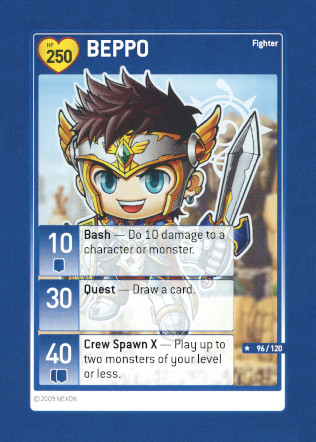 HP
250
BEPPO
Fighter
10
Bash — Do 10 damage to a
character or monster.
30
Quest — Draw a card.
40
Crew Spawn X — Play up to
two monsters of your level
or less.
★ 96/120
©2009 NEXON